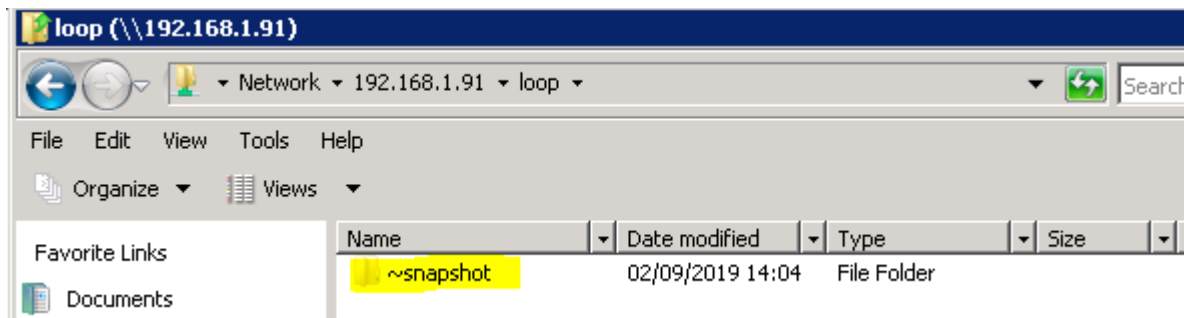 loop (\\192.168.1.91)
Network 192.168.1.91 loop
Search
File Edit View Tools Help
Organize Views
Favorite Links
Documents
Name Date modified Type Size
~snapshot 02/09/2019 14:04 File Folder